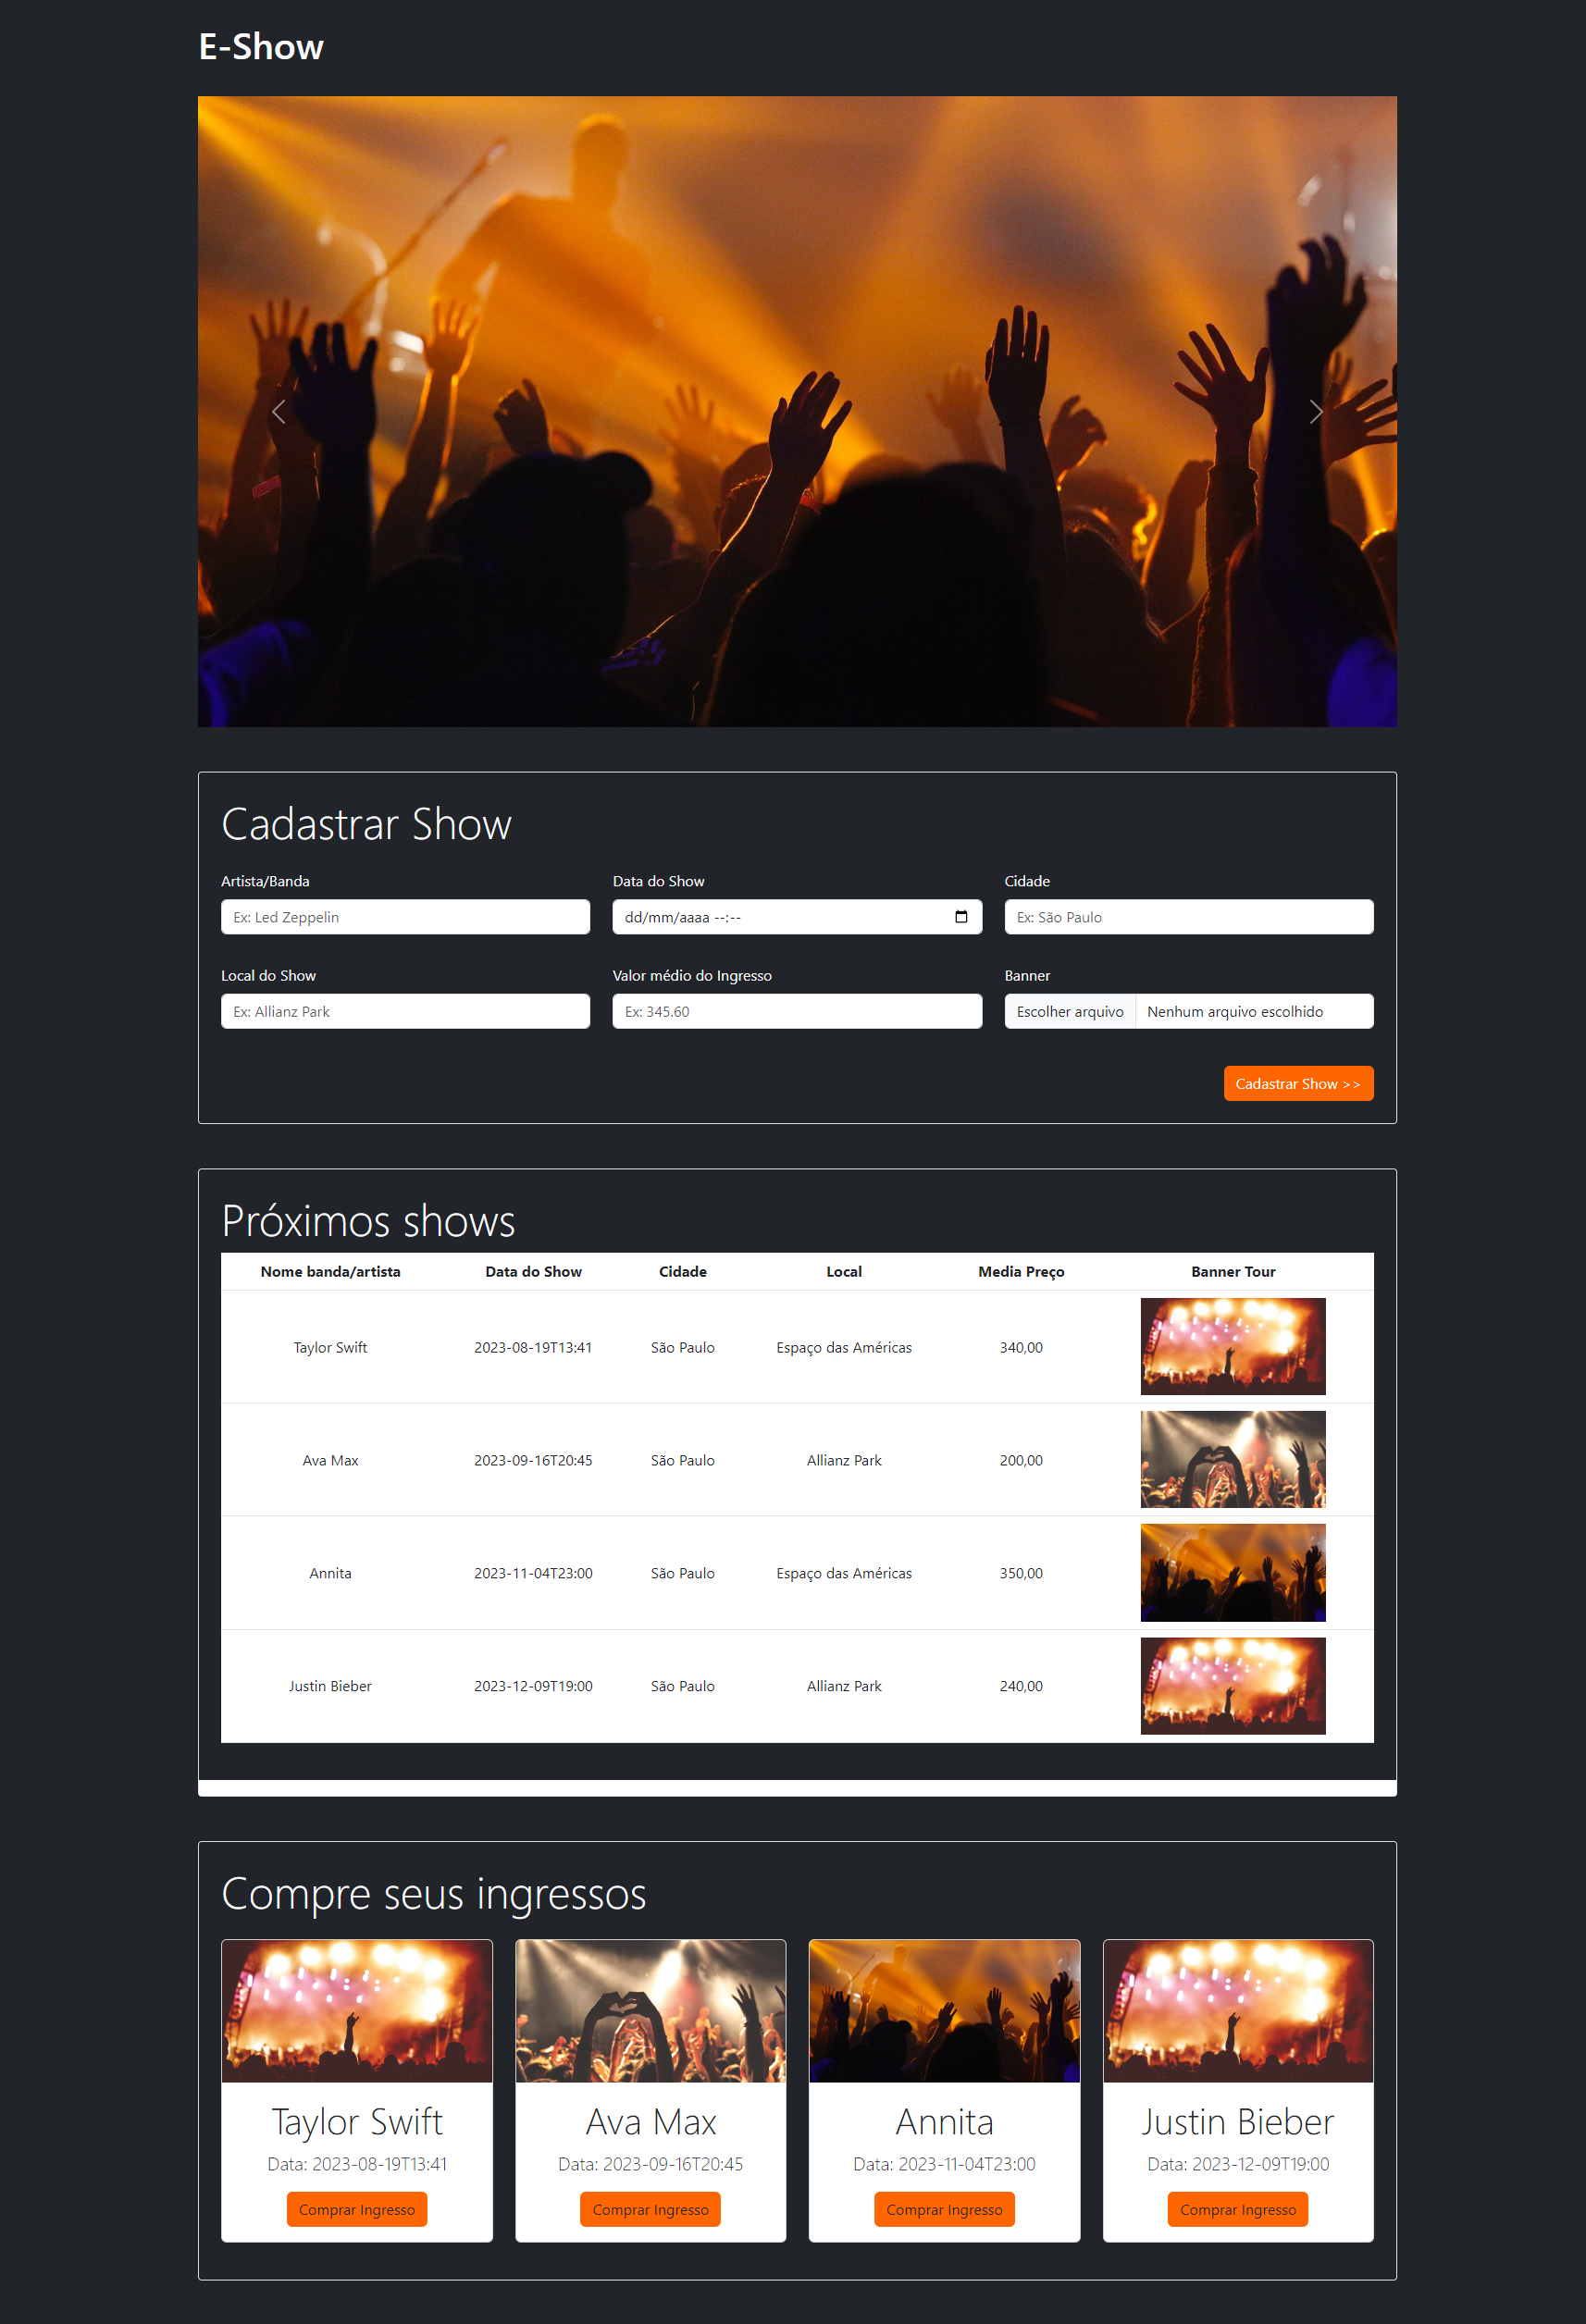 E-Show
Cadastrar Show
Artista/Banda Data do Show Cidade
Ex: Led Zeppelin dd/mm/aaaa --:-- Ex: São Paulo
Local do Show Valor médio do Ingresso Banner
Ex: Allianz Park Ex: 345.60 Escolher arquivo Nenhum arquivo escolhido
Cadastrar Show >>
Próximos shows
Nome banda/artista Data do Show Cidade Local Media Preço Banner Tour
Taylor Swift 2023-08-19T13:41 São Paulo Espaço das Américas 340,00
Ava Max 2023-09-16T20:45 São Paulo Allianz Park 200,00
Annita 2023-11-04T23:00 São Paulo Espaço das Américas 350,00
Justin Bieber 2023-12-09T19:00 São Paulo Allianz Park 240,00
Compre seus ingressos
Taylor Swift Ava Max Annita Justin Bieber
Data: 2023-08-19T13:41 Data: 2023-09-16T20:45 Data: 2023-11-04T23:00 Data: 2023-12-09T19:00
Comprar Ingresso Comprar Ingresso Comprar Ingresso Comprar Ingresso